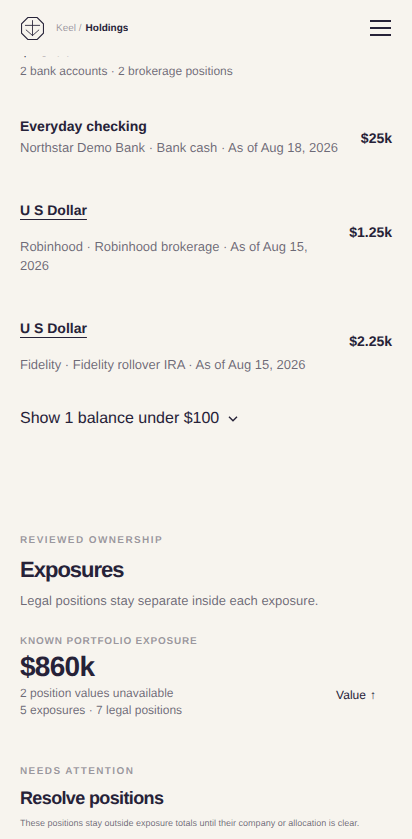 Keel / Holdings
2 bank accounts · 2 brokerage positions
Everyday checking
$25k
Northstar Demo Bank · Bank cash · As of Aug 18, 2026
U S Dollar
$1.25k
Robinhood · Robinhood brokerage · As of Aug 15,
2026
U S Dollar
$2.25k
Fidelity · Fidelity rollover IRA · As of Aug 15, 2026
Show 1 balance under $100
REVIEWED OWNERSHIP
Exposures
Legal positions stay separate inside each exposure.
KNOWN PORTFOLIO EXPOSURE
$860k
2 position values unavailable
Value ↑
5 exposures · 7 legal positions
NEEDS ATTENTION
Resolve positions
These positions stay outside exposure totals until their company or allocation is clear.